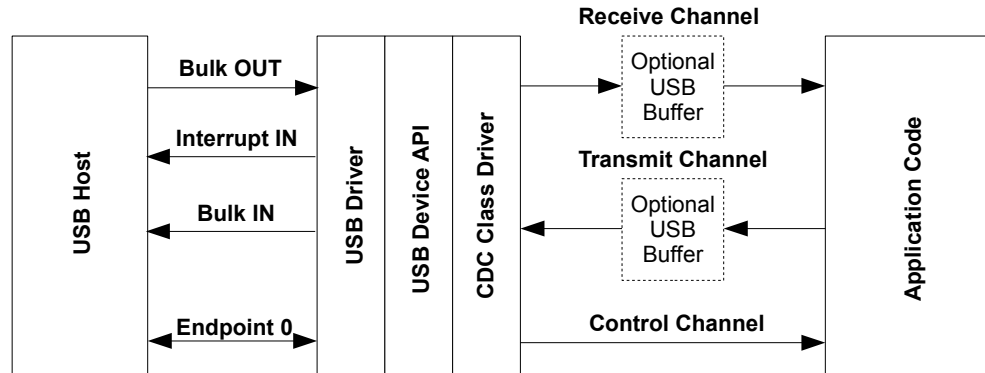 Receive Channel
USB Host
Bulk OUT
Interrupt IN
Bulk IN
Endpoint 0
USB Driver
USB Device API
CDC Class Driver
Optional
USB
Buffer
Transmit Channel
Optional
USB
Buffer
Control Channel
Application Code